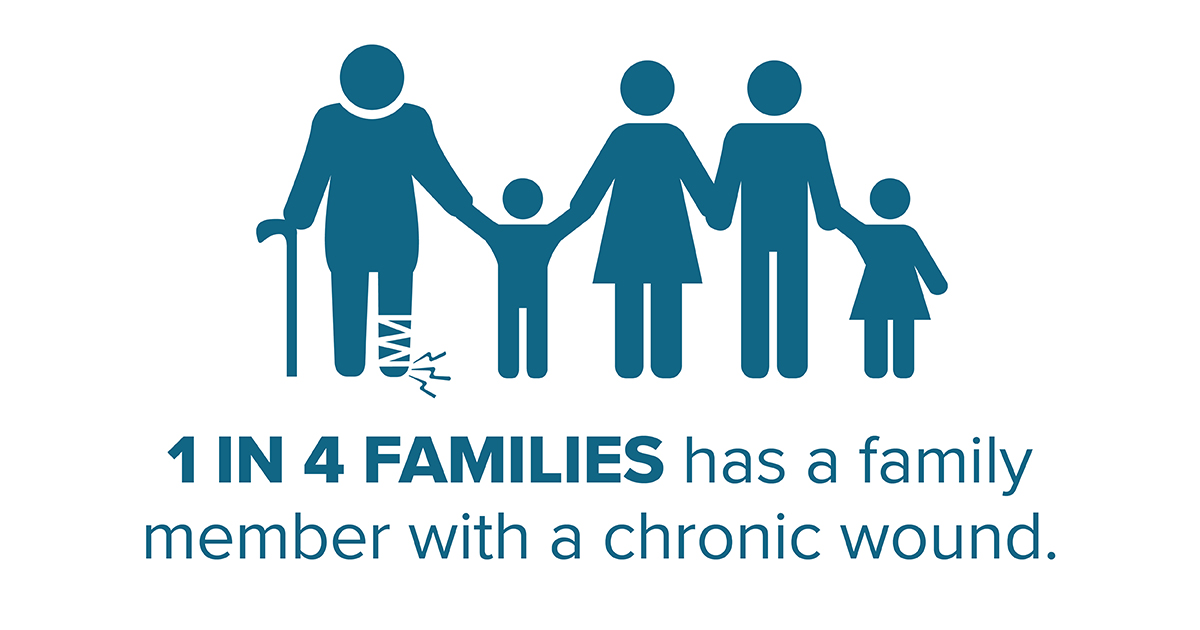 1 IN 4 FAMILIES has a family
member with a chronic wound.